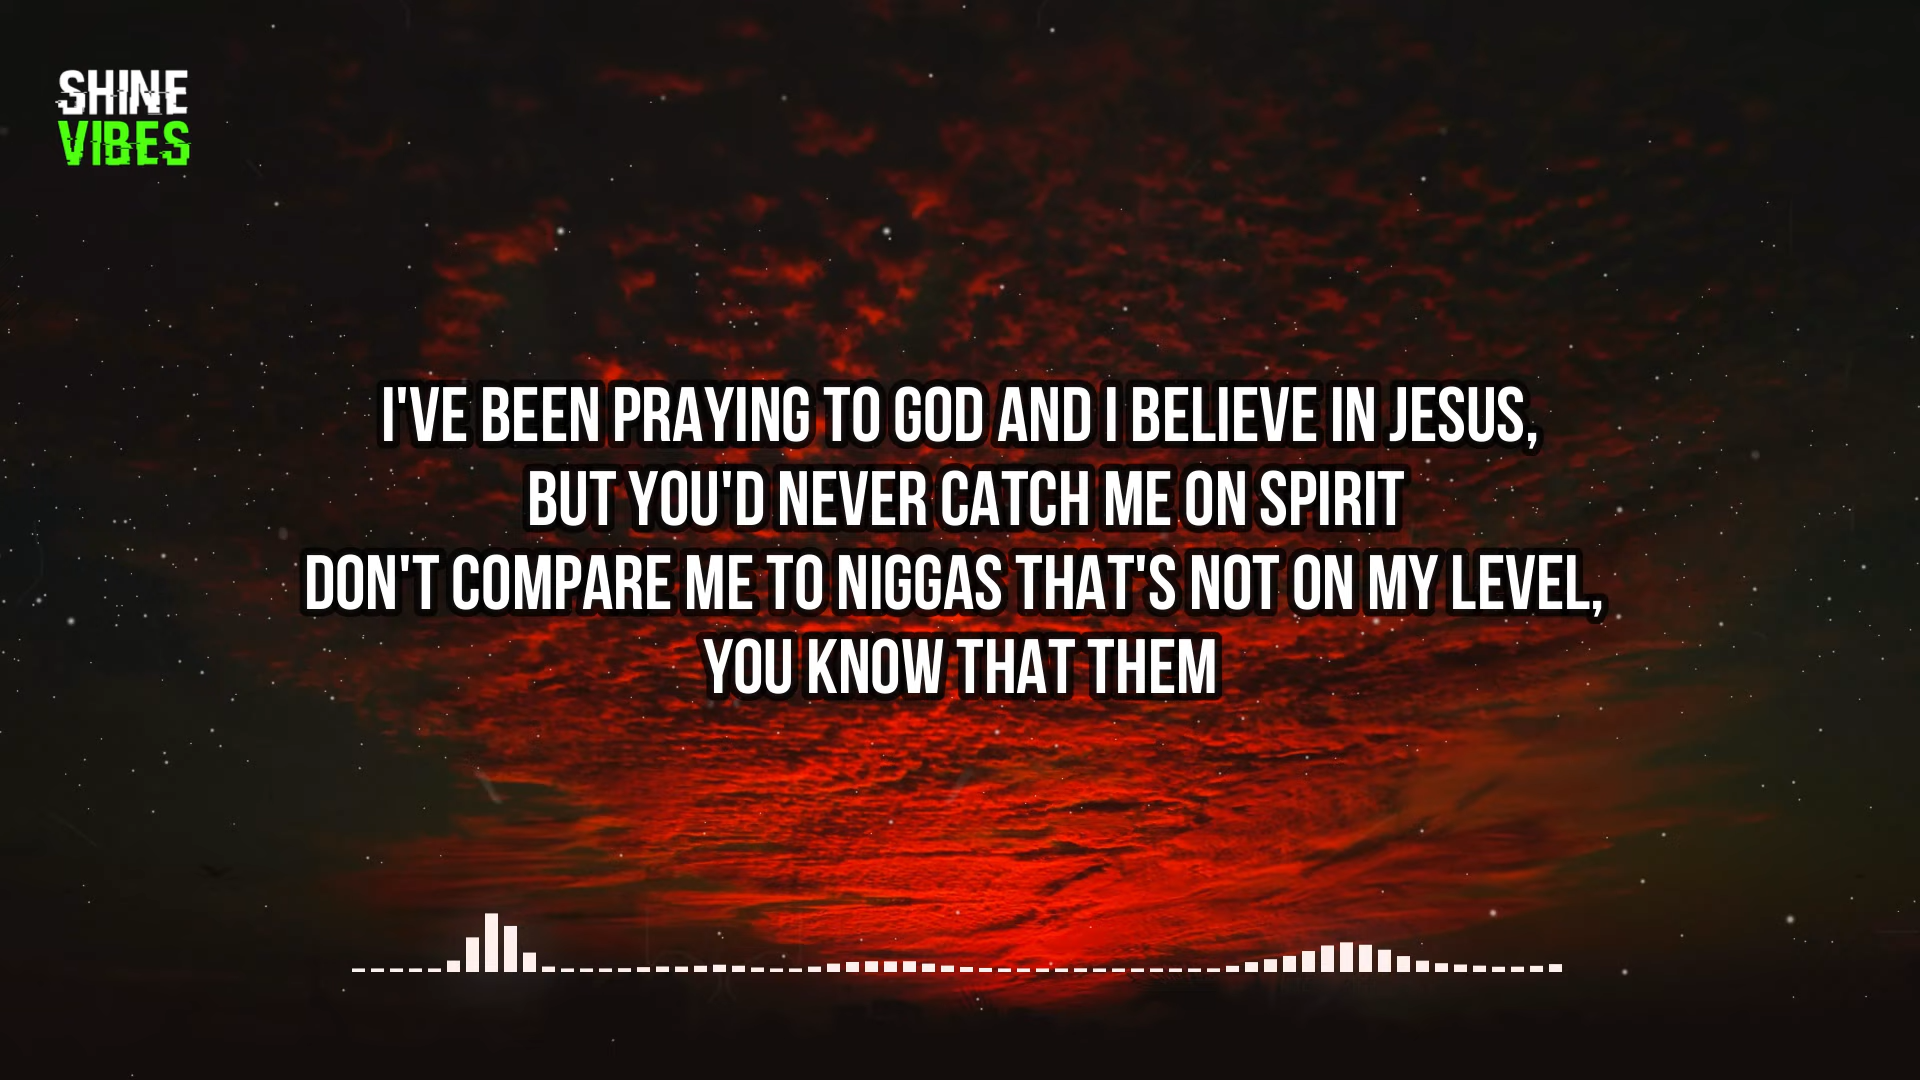 SHINE
VIBES
I'VE BEEN PRAYING TO GOD AND I BELIEVE IN JESUS,
BUT YOU'D NEVER CATCH ME ON SPIRIT
DON'T COMPARE ME TO NIGGAS THAT'S NOT ON MY LEVEL,
YOU KNOW THAT THEM